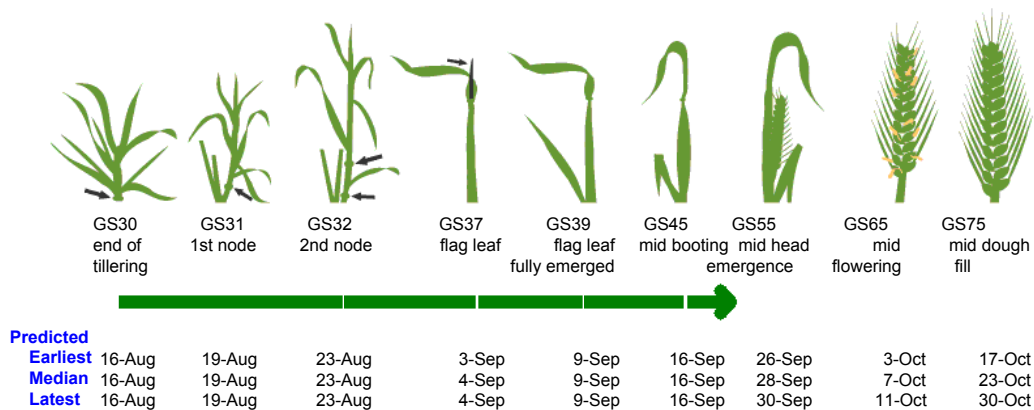 GS30 GS31 GS32 GS37 GS39 GS45 GS55 GS65 GS75
end of 1st node 2nd node flag leaf flag leaf mid booting mid head mid mid dough
tillering fully emerged emergence flowering fill
Predicted
Earliest 16-Aug 19-Aug 23-Aug 3-Sep 9-Sep 16-Sep 26-Sep 3-Oct 17-Oct
Median 16-Aug 19-Aug 23-Aug 4-Sep 9-Sep 16-Sep 28-Sep 7-Oct 23-Oct
Latest 16-Aug 19-Aug 23-Aug 4-Sep 9-Sep 16-Sep 30-Sep 11-Oct 30-Oct